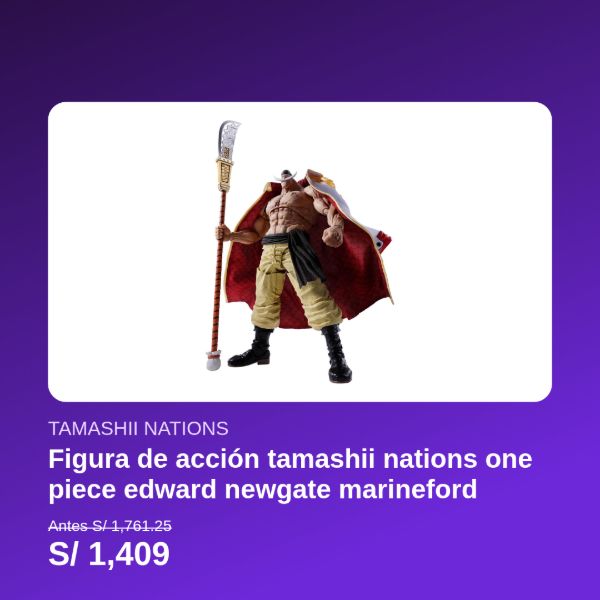 TAMASHII NATIONS
Figura de acción tamashii nations one
piece edward newgate marineford
Antes S/ 1,761.25
S/ 1,409